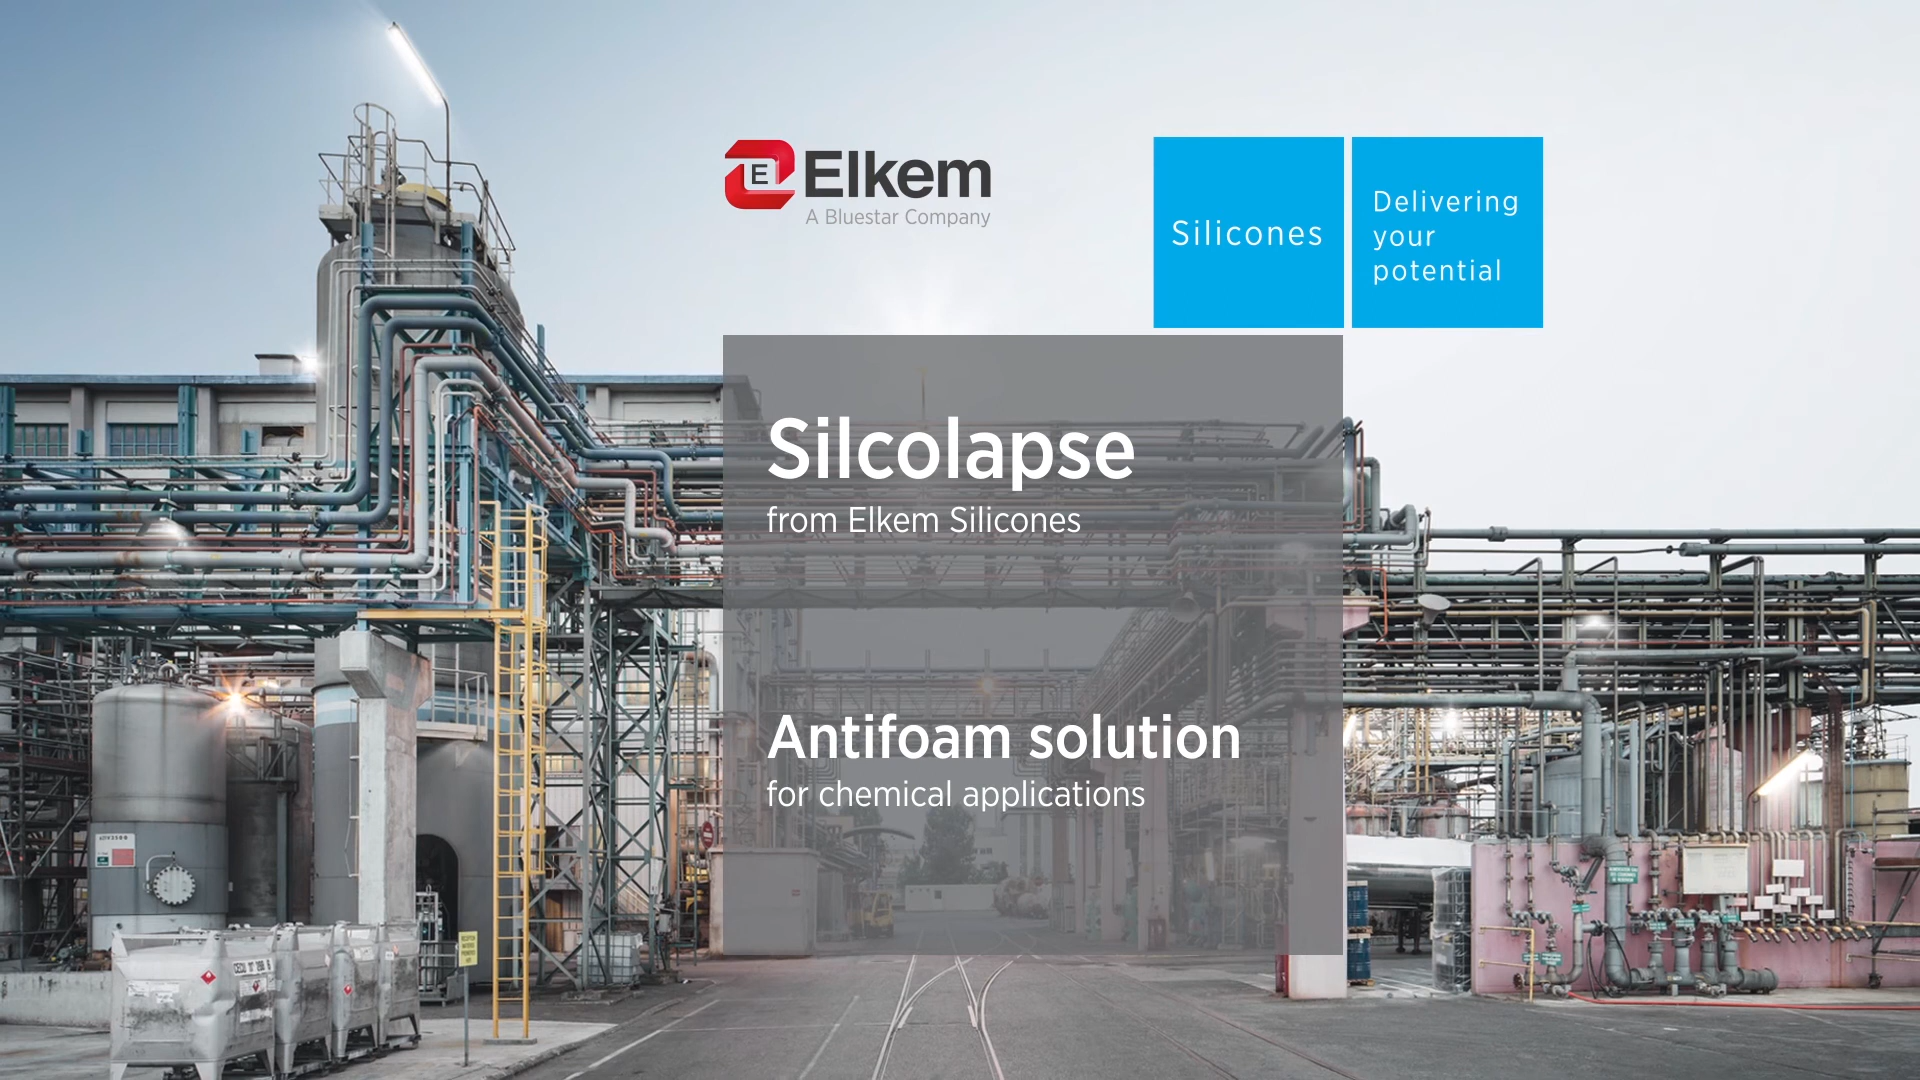 E Elkem
A Bluestar Company
Silicones
Delivering
your
potential
Silcolapse
from Elkem Silicones
Antifoam solution
for chemical applications